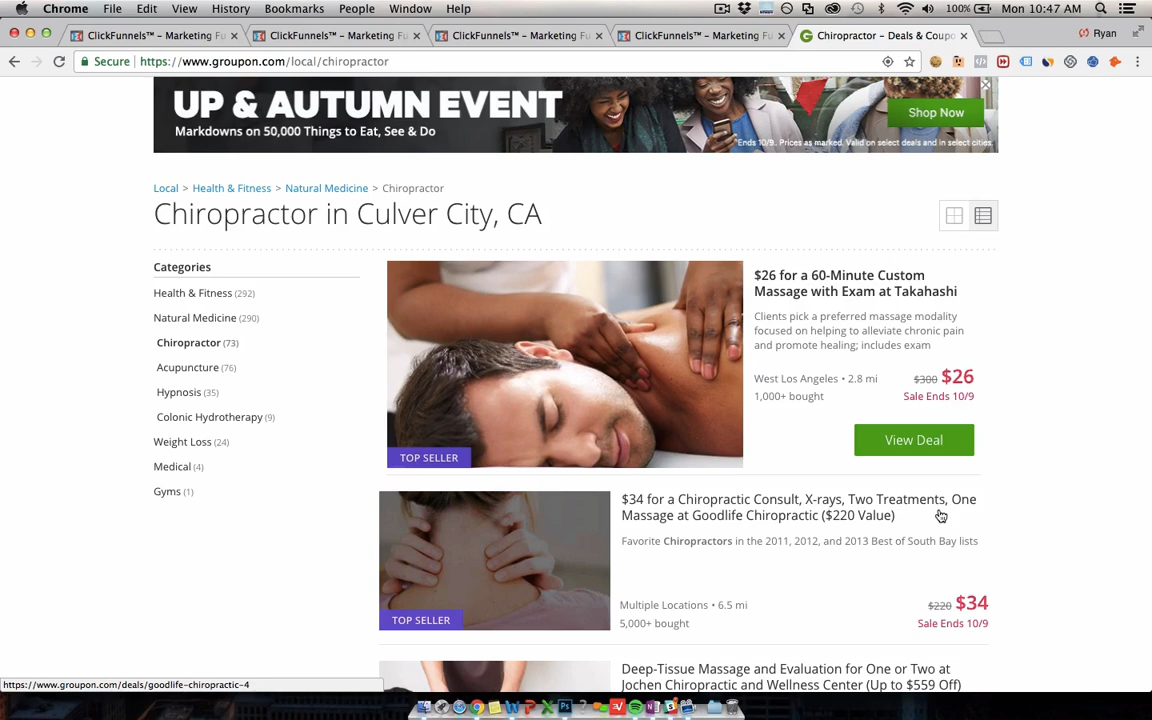 Chrome File Edit View History Bookmarks People Window Help
100% Mon 10:47 AM
ClickFunnels™ – Marketing Fu
ClickFunnels™ – Marketing Fu
ClickFunnels™ – Marketing Fu
ClickFunnels™ – Marketing Fu
Chiropractor – Deals & Coupo
Ryan
Secure https://www.groupon.com/local/chiropractor
UP & AUTUMN EVENT
Markdowns on 50,000 Things to Eat, See & Do
Shop Now
*Ends 10/9. Prices as marked. Valid on select deals and in select cities.
Local > Health & Fitness > Natural Medicine > Chiropractor
Chiropractor in Culver City, CA
Categories
Health & Fitness (292)
Natural Medicine (290)
Chiropractor (73)
Acupuncture (76)
Hypnosis (35)
Colonic Hydrotherapy (9)
Weight Loss (24)
Medical (4)
Gyms (1)
TOP SELLER
$26 for a 60-Minute Custom
Massage with Exam at Takahashi
Clients pick a preferred massage modality
focused on helping to alleviate chronic pain
and promote healing; includes exam
West Los Angeles • 2.8 mi
$300 $26
1,000+ bought
Sale Ends 10/9
View Deal
TOP SELLER
$34 for a Chiropractic Consult, X-rays, Two Treatments, One
Massage at Goodlife Chiropractic ($220 Value)
Favorite Chiropractors in the 2011, 2012, and 2013 Best of South Bay lists
Multiple Locations • 6.5 mi
$220 $34
5,000+ bought
Sale Ends 10/9
Deep-Tissue Massage and Evaluation for One or Two at
Jochen Chiropractic and Wellness Center (Up to $559 Off)
https://www.groupon.com/deals/goodlife-chiropractic-4